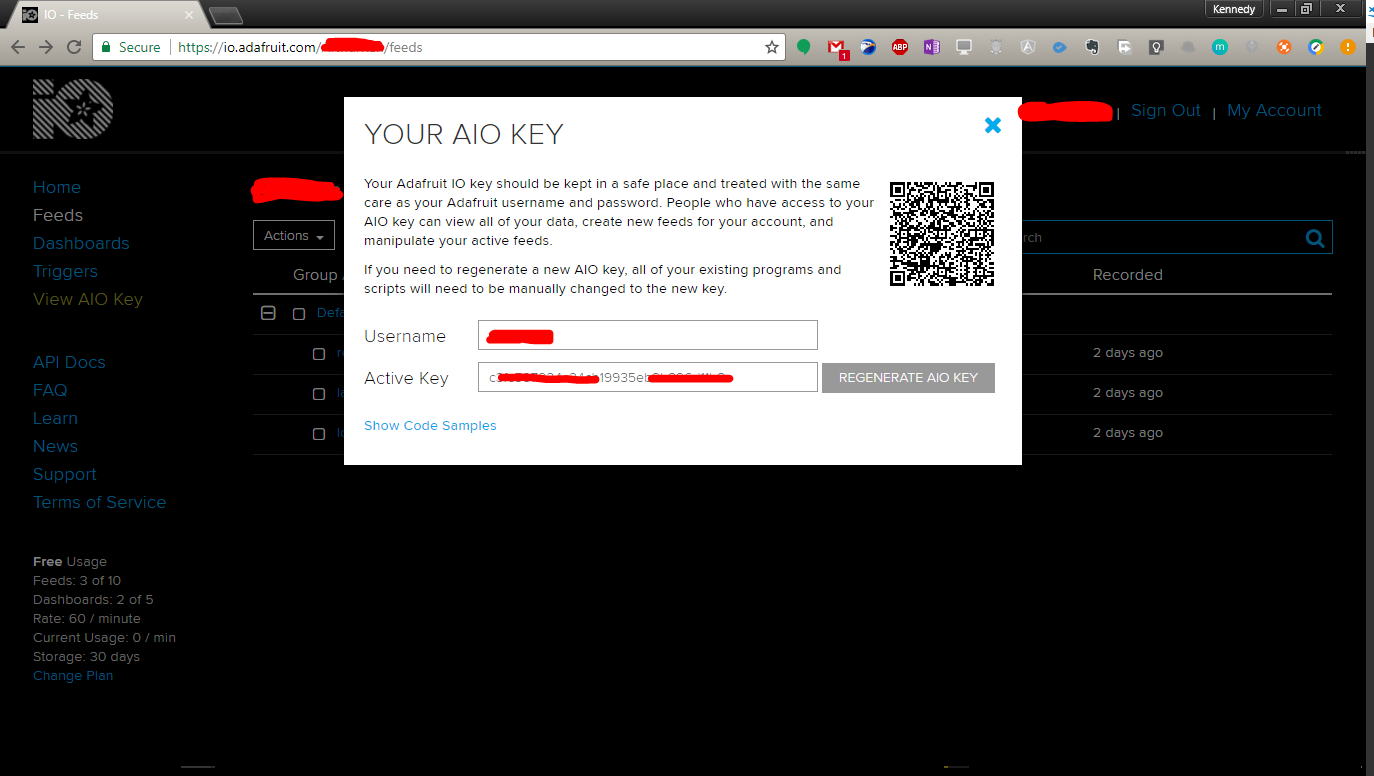 IO - Feeds
Kennedy
Secure
https://io.adafruit.com/
/feeds
ABP
1
Sign Out | My Account
YOUR AIO KEY
Your Adafruit IO key should be kept in a safe place and treated with the same
care as your Adafruit username and password. People who have access to your
AIO key can view all of your data, create new feeds for your account, and
manipulate your active feeds.
If you need to regenerate a new AIO key, all of your existing programs and
scripts will need to be manually changed to the new key.
Username
Active Key
REGENERATE AIO KEY
Show Code Samples
Home
Feeds
Dashboards
Triggers
View AIO Key
API Docs
FAQ
Learn
News
Support
Terms of Service
Actions
Group
Recorded
2 days ago
2 days ago
2 days ago
Free Usage
Feeds: 3 of 10
Dashboards: 2 of 5
Rate: 60 / minute
Current Usage: 0 / min
Storage: 30 days
Change Plan